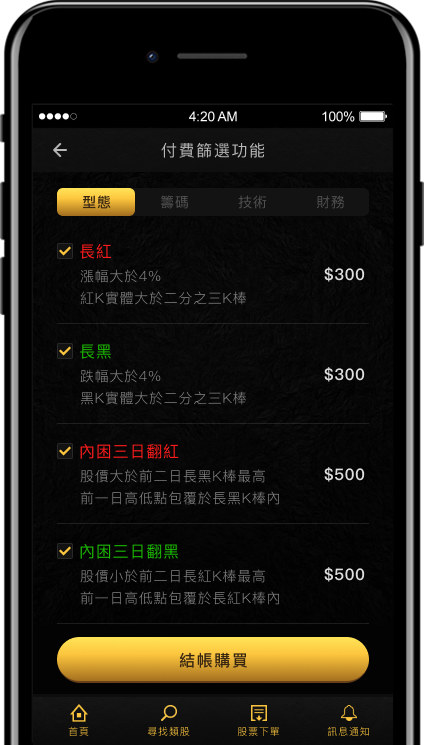 4:20 AM
100%
付費篩選功能
型態 籌碼 技術 財務
長紅
漲幅大於4%
紅K實體大於二分之三K棒
$300
長黑
跌幅大於4%
黑K實體大於二分之三K棒
$300
內困三日翻紅
股價大於前二日長黑K棒最高
前一日高低點包覆於長黑K棒內
$500
內困三日翻黑
股價小於前二日長紅K棒最高
前一日高低點包覆於長紅K棒內
$500
結帳購買
首頁 尋找類股 股票下單 訊息通知